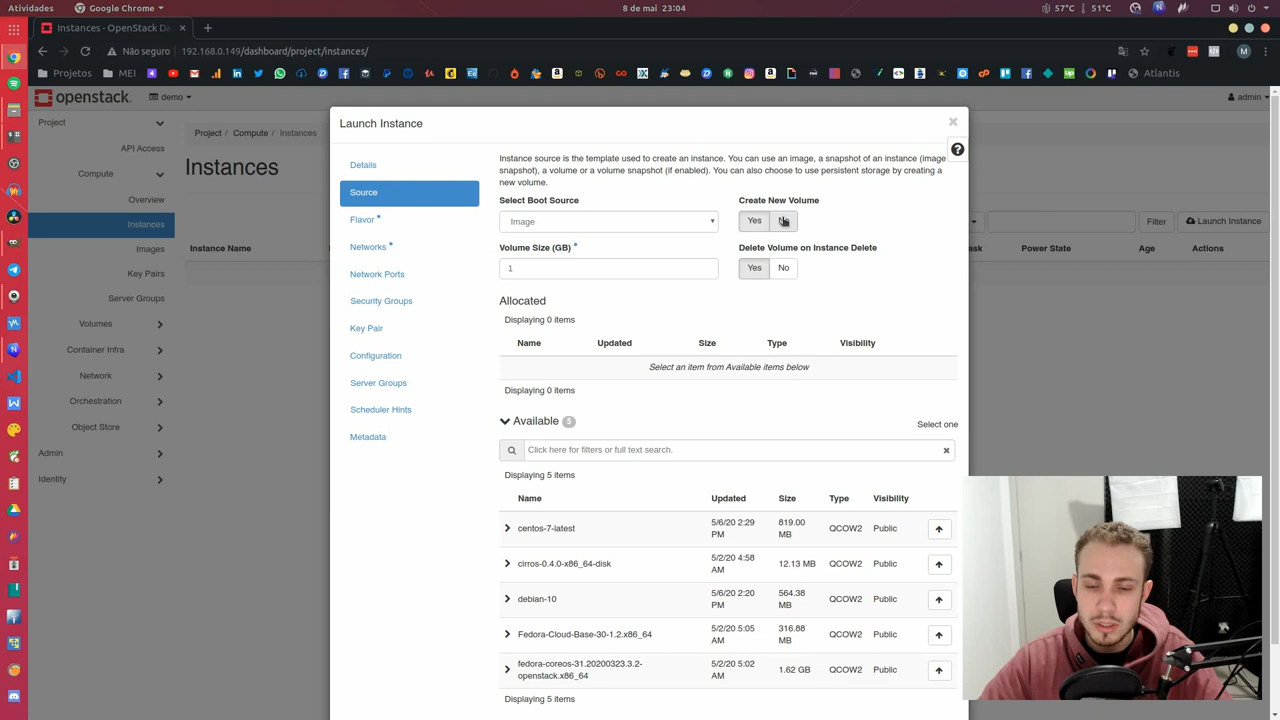 Atividades
Google Chrome
8 de mai 23:04
57°C
51°C
Instances - OpenStack Da
Não seguro
192.168.0.149/dashboard/project/instances/
Projetos
MEI
Atlantis
openstack.
demo
admin
Project
API Access
Compute
Overview
Instances
Images
Key Pairs
Server Groups
Volumes
Container Infra
Network
Orchestration
Object Store
Admin
Identity
Project / Compute / Instances
Instances
Filter
Launch Instance
Instance Name
Power State
Age
Actions
Launch Instance
Details
Source
Flavor *
Networks *
Network Ports
Security Groups
Key Pair
Configuration
Server Groups
Scheduler Hints
Metadata
Instance source is the template used to create an instance. You can use an image, a snapshot of an instance (image
snapshot), a volume or a volume snapshot (if enabled). You can also choose to use persistent storage by creating a
new volume.
Select Boot Source
Create New Volume
Image
Yes
Volume Size (GB) *
Delete Volume on Instance Delete
1
Yes No
Allocated
Displaying 0 items
Name Updated Size Type Visibility
Select an item from Available items below
Displaying 0 items
Available 5
Select one
Click here for filters or full text search.
Displaying 5 items
Name Updated Size Type Visibility
centos-7-latest 5/6/20 2:29 PM 819.00 MB QCOW2 Public
cirros-0.4.0-x86_64-disk 5/2/20 4:58 AM 12.13 MB QCOW2 Public
debian-10 5/6/20 2:20 PM 564.38 MB QCOW2 Public
Fedora-Cloud-Base-30-1.2.x86_64 5/2/20 5:05 AM 316.88 MB QCOW2 Public
fedora-coreos-31.20200323.3.2-openstack.x86_64 5/2/20 5:02 AM 1.62 GB QCOW2 Public
Displaying 5 items